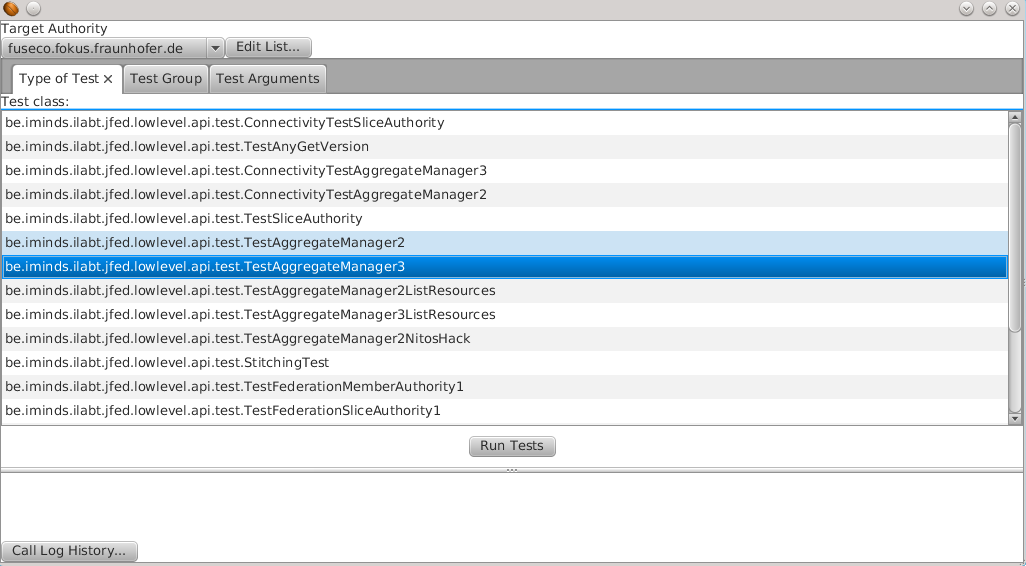 Target Authority
fuseco.fokus.fraunhofer.de Edit List...
Type of Test Test Group Test Arguments
Test class:
be.iminds.ilabt.jfed.lowlevel.api.test.ConnectivityTestSliceAuthority
be.iminds.ilabt.jfed.lowlevel.api.test.TestAnyGetVersion
be.iminds.ilabt.jfed.lowlevel.api.test.ConnectivityTestAggregateManager3
be.iminds.ilabt.jfed.lowlevel.api.test.ConnectivityTestAggregateManager2
be.iminds.ilabt.jfed.lowlevel.api.test.TestSliceAuthority
be.iminds.ilabt.jfed.lowlevel.api.test.TestAggregateManager2
be.iminds.ilabt.jfed.lowlevel.api.test.TestAggregateManager3
be.iminds.ilabt.jfed.lowlevel.api.test.TestAggregateManager2ListResources
be.iminds.ilabt.jfed.lowlevel.api.test.TestAggregateManager3ListResources
be.iminds.ilabt.jfed.lowlevel.api.test.TestAggregateManager2NitosHack
be.iminds.ilabt.jfed.lowlevel.api.test.StitchingTest
be.iminds.ilabt.jfed.lowlevel.api.test.TestFederationMemberAuthority1
be.iminds.ilabt.jfed.lowlevel.api.test.TestFederationSliceAuthority1
Run Tests
Call Log History...